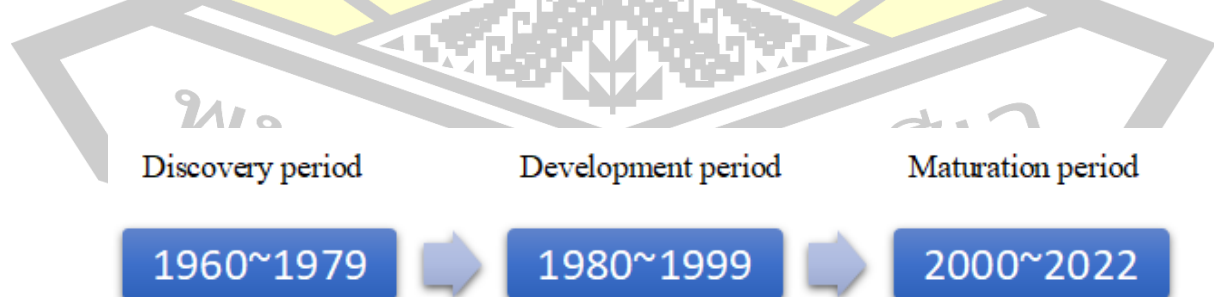 Discovery period Development period Maturation period
1960~1979 1980~1999 2000~2022